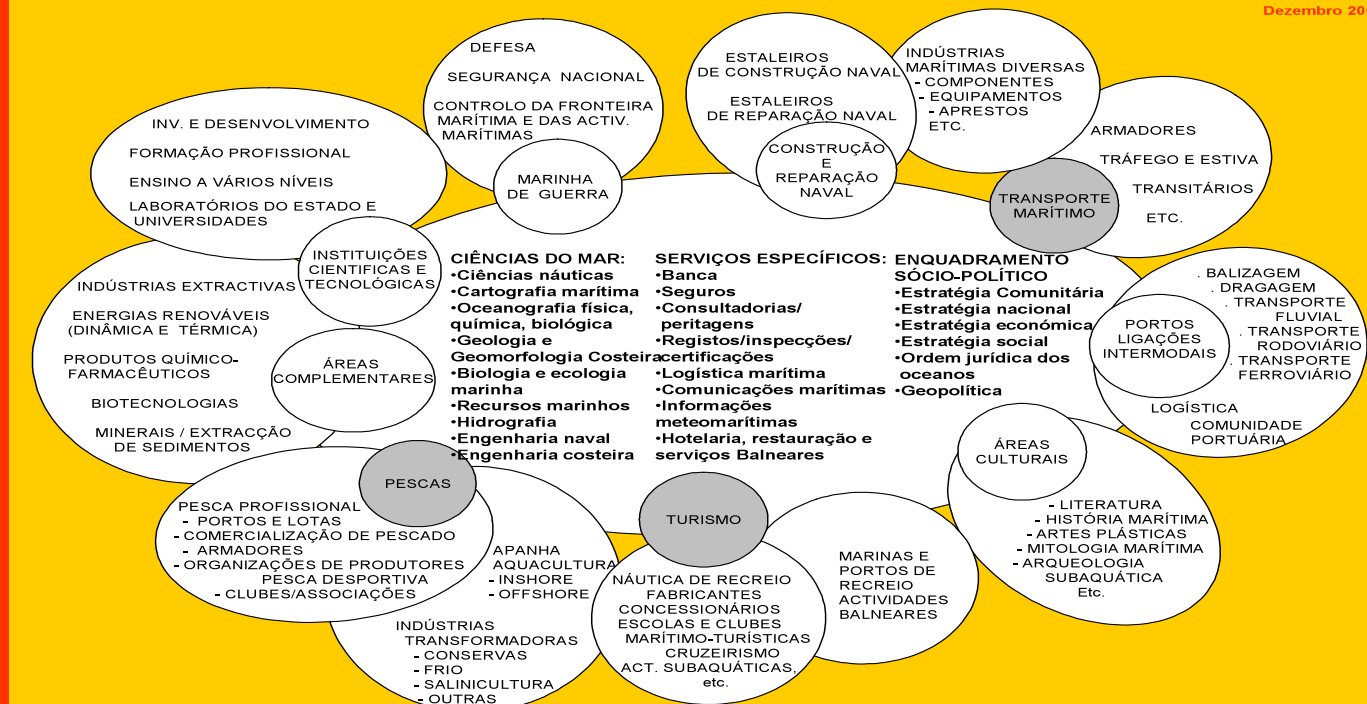 Dezembro 20
DEFESA
SEGURANÇA NACIONAL
CONTROLO DA FRONTEIRA
MARÍTIMA E DAS ACTIV.
MARÍTIMAS
MARINHA
DE GUERRA
ESTALEIROS
DE CONSTRUÇÃO NAVAL
ESTALEIROS
DE REPARAÇÃO NAVAL
CONSTRUÇÃO
E
REPARAÇÃO
NAVAL
INDÚSTRIAS
MARÍTIMAS DIVERSAS
- COMPONENTES
- EQUIPAMENTOS
- APRESTOS
ETC.
ARMADORES
TRÁFEGO E ESTIVA
TRANSITÁRIOS
ETC.
TRANSPORTE
MARÍTIMO
INV. E DESENVOLVIMENTO
FORMAÇÃO PROFISSIONAL
ENSINO A VÁRIOS NÍVEIS
LABORATÓRIOS DO ESTADO E
UNIVERSIDADES
INSTITUIÇÕES
CIENTIFICAS E
TECNOLÓGICAS
INDÚSTRIAS EXTRACTIVAS
ENERGIAS RENOVÁVEIS
(DINÂMICA E TÉRMICA)
PRODUTOS QUÍMICO-
FARMACÊUTICOS
BIOTECNOLOGIAS
MINERAIS / EXTRACÇÃO
DE SEDIMENTOS
ÁREAS
COMPLEMENTARES
CIÊNCIAS DO MAR:
•Ciências náuticas
•Cartografia marítima
•Oceanografia física,
química, biológica
•Geologia e
Geomorfologia Costeira
•Biologia e ecologia
marinha
•Recursos marinhos
•Hidrografia
•Engenharia naval
•Engenharia costeira
SERVIÇOS ESPECÍFICOS:
•Banca
•Seguros
•Consultadorias/
peritagens
•Registos/inspecções/
certificações
•Logística marítima
•Comunicações marítimas
•Informações
meteomarítimas
•Hotelaria, restauração e
serviços Balneares
ENQUADRAMENTO
SÓCIO-POLÍTICO
•Estratégia Comunitária
•Estratégia nacional
•Estratégia económica
•Estratégia social
•Ordem jurídica dos
oceanos
•Geopolítica
PORTOS
LIGAÇÕES
INTERMODAIS
. BALIZAGEM
. DRAGAGEM
. TRANSPORTE
FLUVIAL
. TRANSPORTE
RODOVIÁRIO
. TRANSPORTE
FERROVIÁRIO
LOGÍSTICA
COMUNIDADE
PORTUÁRIA
ÁREAS
CULTURAIS
- LITERATURA
- HISTÓRIA MARÍTIMA
- ARTES PLÁSTICAS
- MITOLOGIA MARÍTIMA
- ARQUEOLOGIA
SUBAQUÁTICA
Etc.
PESCAS
PESCA PROFISSIONAL
- PORTOS E LOTAS
- COMERCIALIZAÇÃO DE PESCADO
- ARMADORES
- ORGANIZAÇÕES DE PRODUTORES
PESCA DESPORTIVA
- CLUBES/ASSOCIAÇÕES
APANHA
AQUACULTURA
- INSHORE
- OFFSHORE
INDÚSTRIAS
TRANSFORMADORAS
- CONSERVAS
- FRIO
- SALINICULTURA
- OUTRAS
TURISMO
NÁUTICA DE RECREIO
FABRICANTES
CONCESSIONÁRIOS
ESCOLAS E CLUBES
MARÍTIMO-TURÍSTICAS
CRUZEIRISMO
ACT. SUBAQUÁTICAS,
etc.
MARINAS E
PORTOS DE
RECREIO
ACTIVIDADES
BALNEARES